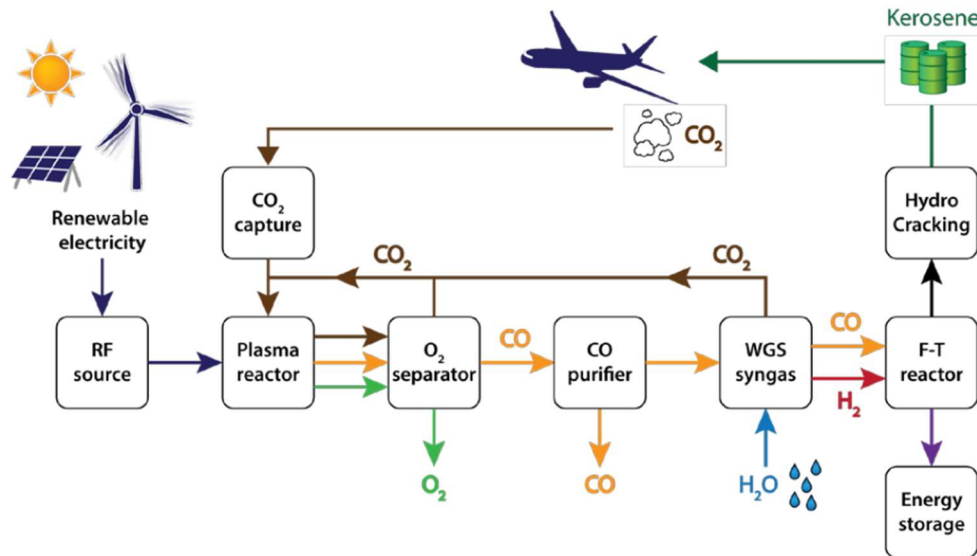 Kerosene
CO₂
CO₂
capture
Hydro
Cracking
Renewable
electricity
CO₂
CO₂
RF
source
Plasma
reactor
O₂
separator
CO
CO
purifier
WGS
syngas
CO
H₂
F-T
reactor
O₂
CO
H₂O
Energy
storage